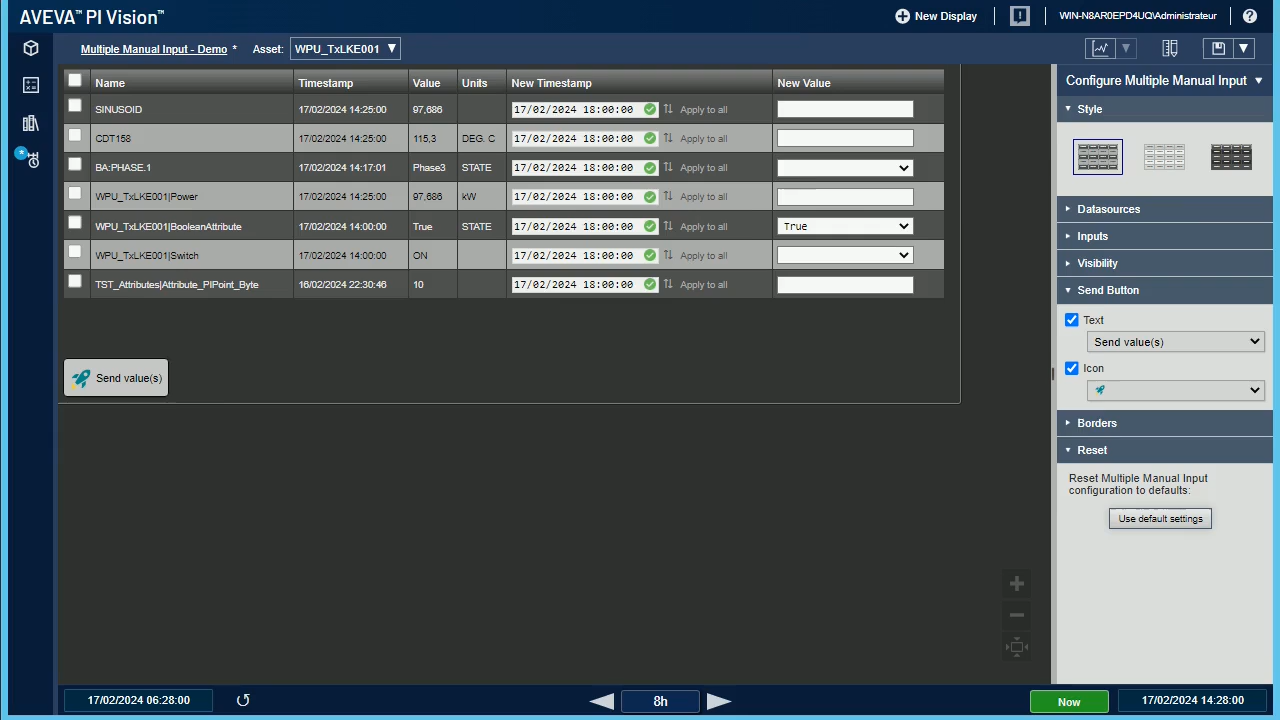 AVEVA™ PI Vision™
New Display
WIN-N8AR0EPD4UQ\Administrateur
Multiple Manual Input - Demo *
Asset: WPU_TxLKE001
Name Timestamp Value Units New Timestamp New Value
SINUSOID 17/02/2024 14:25:00 97,686 17/02/2024 18:00:00 Apply to all
CDT158 17/02/2024 14:25:00 115,3 DEG. C 17/02/2024 18:00:00 Apply to all
BA:PHASE.1 17/02/2024 14:17:01 Phase3 STATE 17/02/2024 18:00:00 Apply to all
WPU_TxLKE001|Power 17/02/2024 14:25:00 97,686 kW 17/02/2024 18:00:00 Apply to all
WPU_TxLKE001|BooleanAttribute 17/02/2024 14:00:00 True STATE 17/02/2024 18:00:00 Apply to all True
WPU_TxLKE001|Switch 17/02/2024 14:00:00 ON 17/02/2024 18:00:00 Apply to all
TST_Attributes|Attribute_PIPoint_Byte 16/02/2024 22:30:46 10 17/02/2024 18:00:00 Apply to all
Send value(s)
Configure Multiple Manual Input
Style
Datasources
Inputs
Visibility
Send Button
Text
Send value(s)
Icon
Borders
Reset
Reset Multiple Manual Input
configuration to defaults:
Use default settings
17/02/2024 06:28:00
8h
Now
17/02/2024 14:28:00